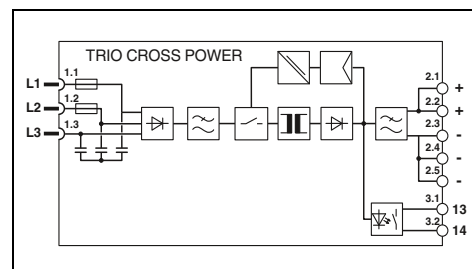 TRIO CROSS POWER
L1 1.1
L2 1.2
L3 1.3
2.1 +
2.2 +
2.3 -
2.4 -
2.5 -
3.1 13
3.2 14